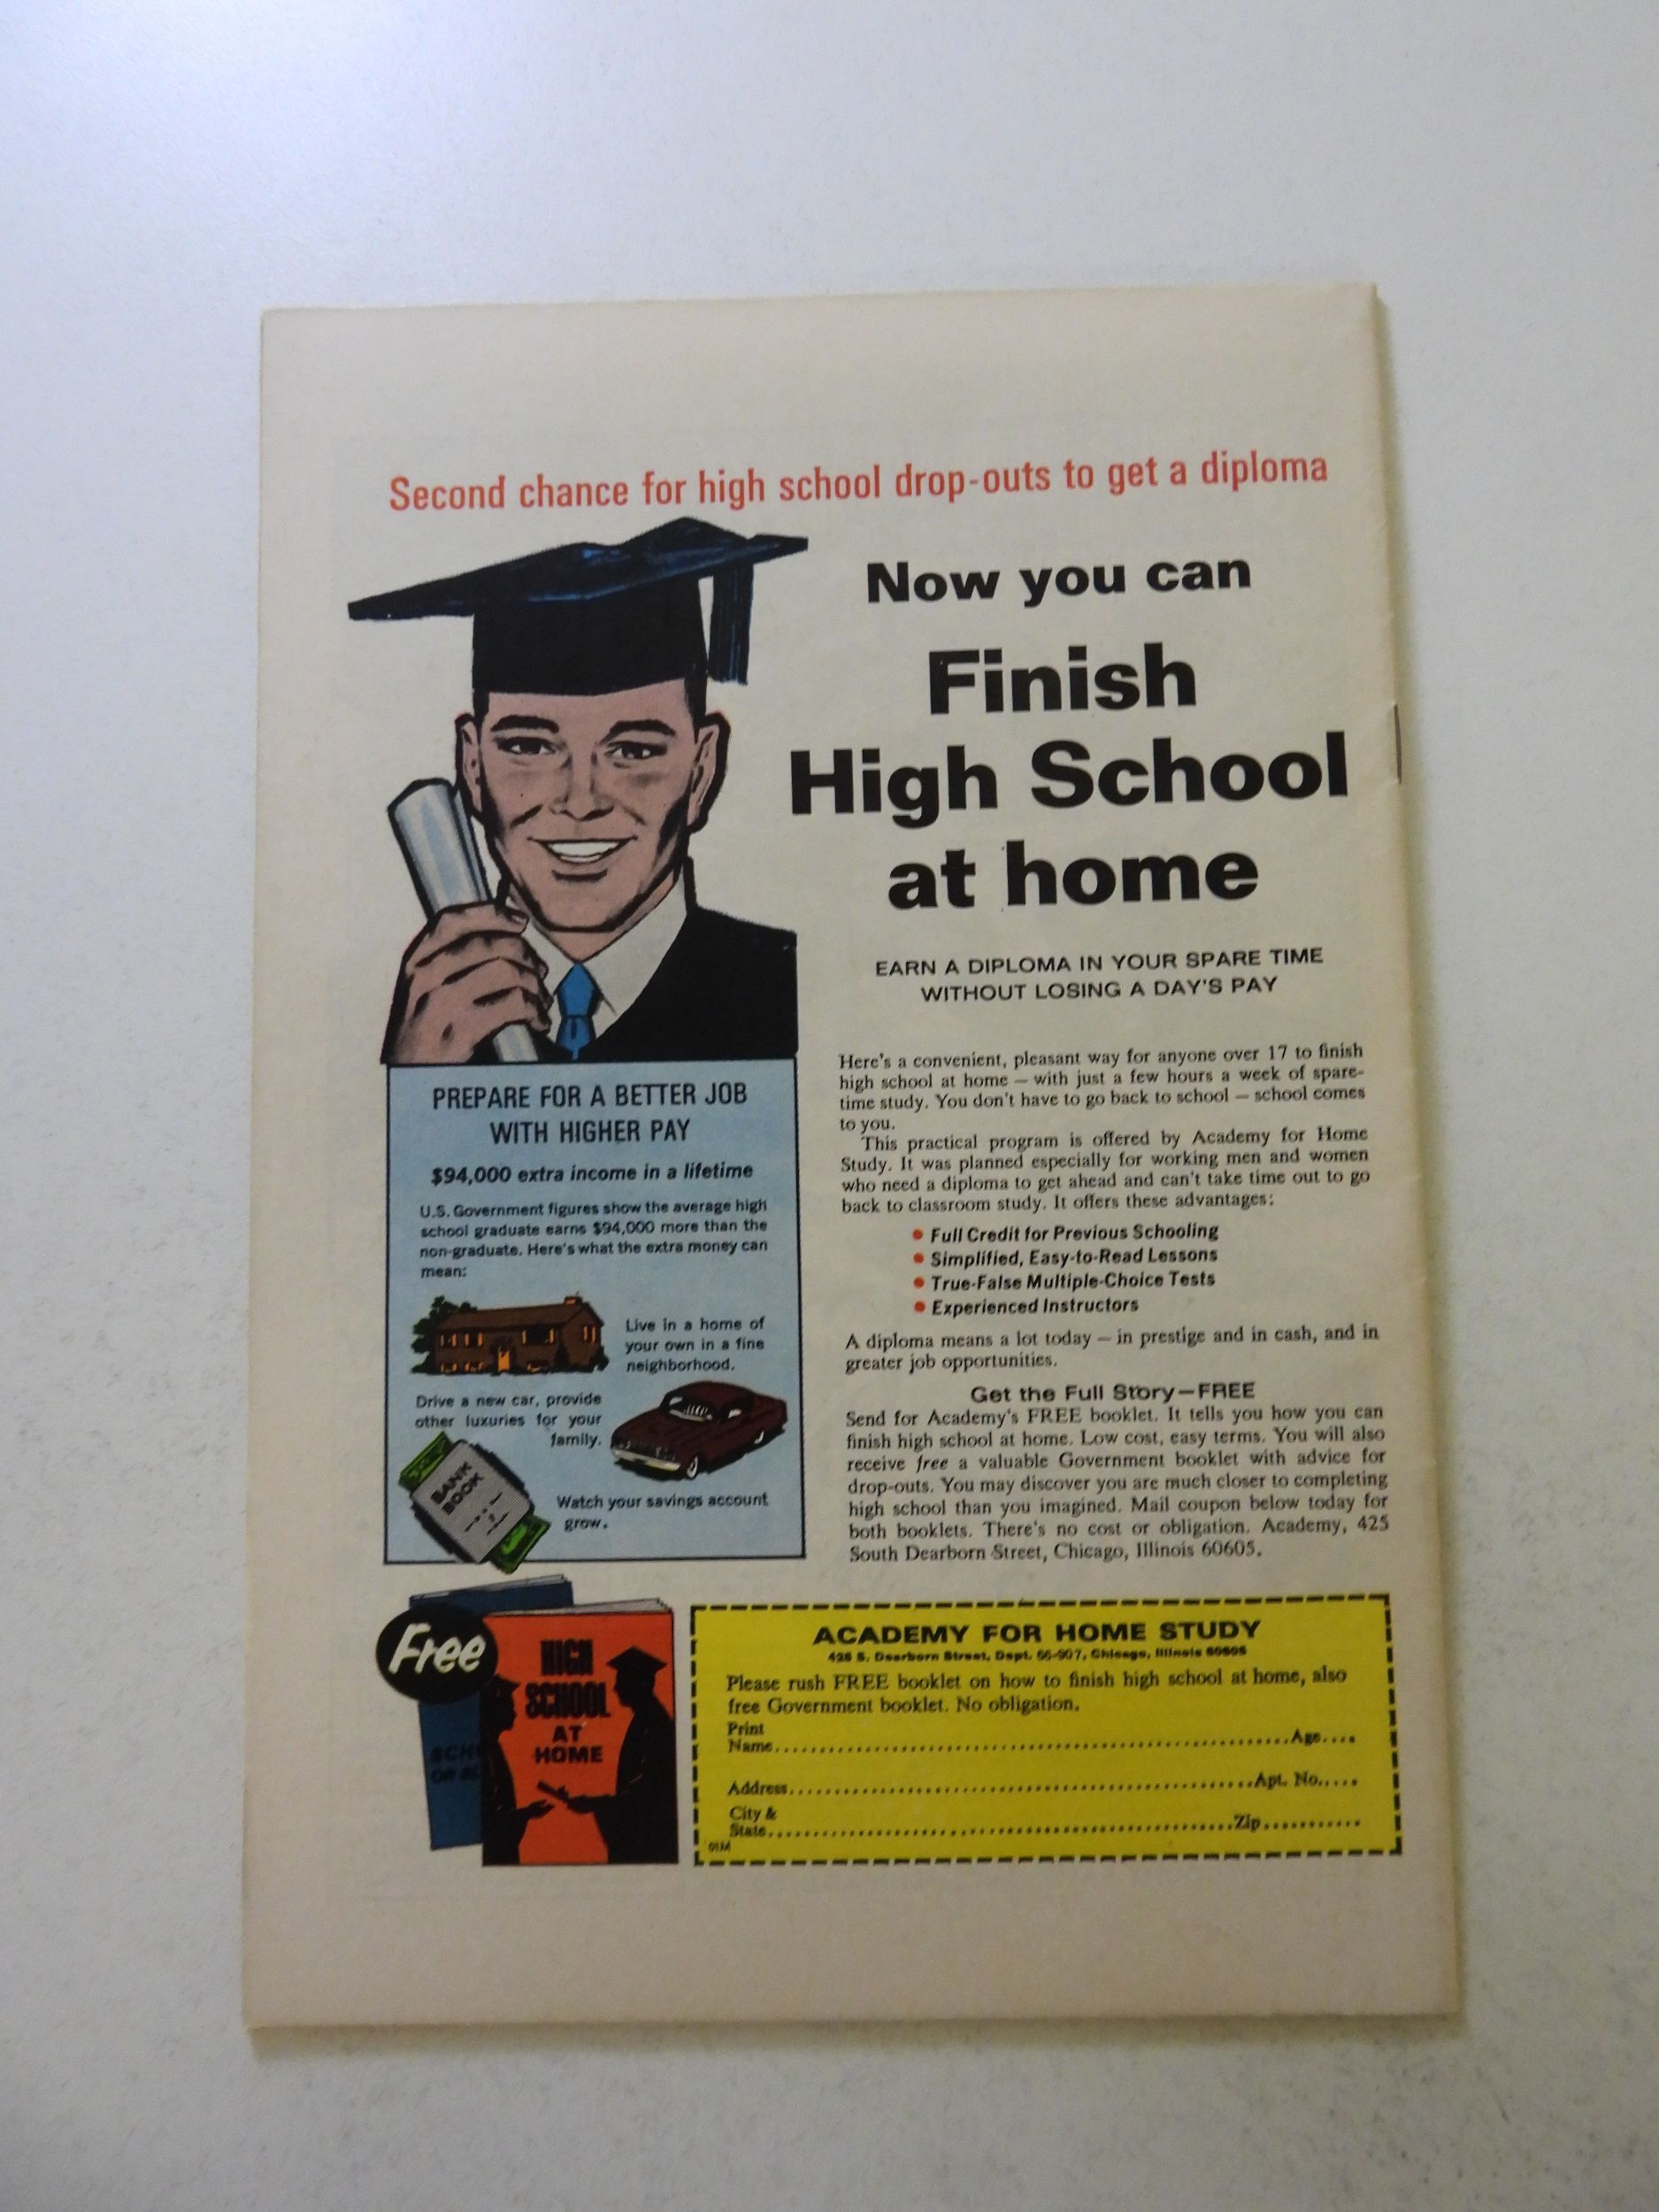 Second chance for high school drop-outs to get a diploma
Now you can
Finish
High School
at home
EARN A DIPLOMA IN YOUR SPARE TIME
WITHOUT LOSING A DAY'S PAY
Here's a convenient, pleasant way for anyone over 17 to finish
high school at home — with just a few hours a week of spare-
time study. You don't have to go back to school — school comes
to you.
This practical program is offered by Academy for Home
Study. It was planned especially for working men and women
who need a diploma to get ahead and can't take time out to go
back to classroom study. It offers these advantages:
• Full Credit for Previous Schooling
• Simplified, Easy-to-Read Lessons
• True-False Multiple-Choice Tests
• Experienced Instructors
A diploma means a lot today — in prestige and in cash, and in
greater job opportunities.
Get the Full Story—FREE
Send for Academy's FREE booklet. It tells you how you can
finish high school at home. Low cost, easy terms. You will also
receive free a valuable Government booklet with advice for
drop-outs. You may discover you are much closer to completing
high school than you imagined. Mail coupon below today for
both booklets. There's no cost or obligation. Academy, 425
South Dearborn Street, Chicago, Illinois 60605.
PREPARE FOR A BETTER JOB
WITH HIGHER PAY
$94,000 extra income in a lifetime
U.S. Government figures show the average high
school graduate earns $94,000 more than the
non-graduate. Here's what the extra money can
mean:
Live in a home of
your own in a fine
neighborhood.
Drive a new car, provide
other luxuries for your
family.
BANK
BOOK
Watch your savings account
grow.
Free
HIGH
SCHOOL
AT
HOME
ACADEMY FOR HOME STUDY
425 S. Dearborn Street, Dept. 66-907, Chicago, Illinois 60605
Please rush FREE booklet on how to finish high school at home, also
free Government booklet. No obligation.
Print
Name..........Age....
Address..........Apt. No.....
City &
State..........Zip..........